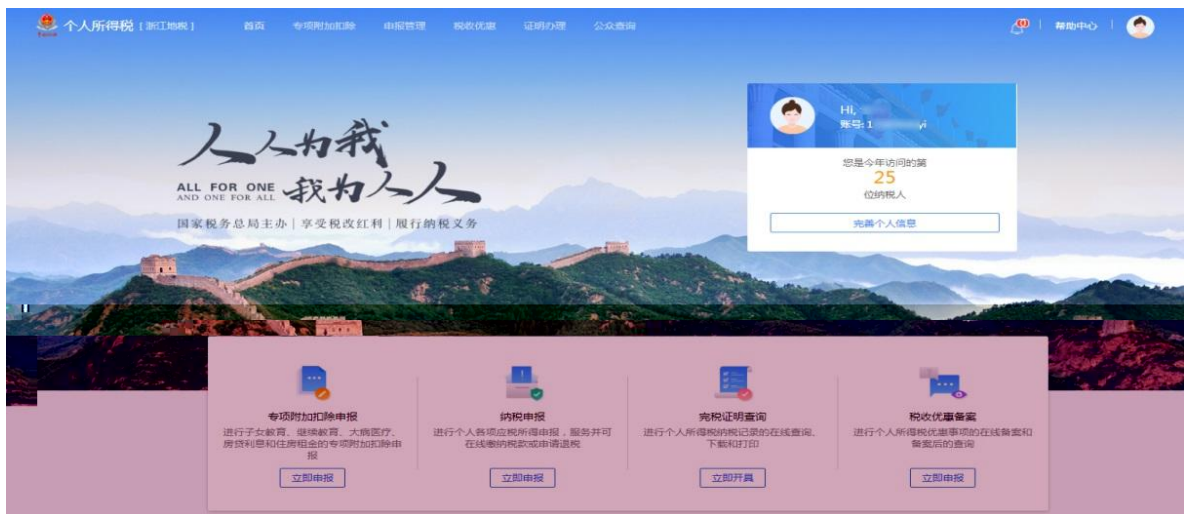 个人所得税 [ 浙江地税 ] 首页 专项附加扣除 申报管理 税收优惠 证明办理 公众查询 帮助中心
Hi,
账号: 1 yi
人人为我
您是今年访问的第
25
位纳税人
ALL FOR ONE 我为人人
AND ONE FOR ALL
国家税务总局主办 | 享受税改红利 | 履行纳税义务
完善个人信息
专项附加扣除申报
进行子女教育、继续教育、大病医疗、
房贷利息和住房租金的专项附加扣除申
报
立即申报
纳税申报
进行个人各项应税所得申报，服务并可
在线缴纳税款或申请退税
立即申报
完税证明查询
进行个人所得税纳税记录的在线查询、
下载和打印
立即开具
税收优惠备案
进行个人所得税优惠事项的在线备案和
备案后的查询
立即申报